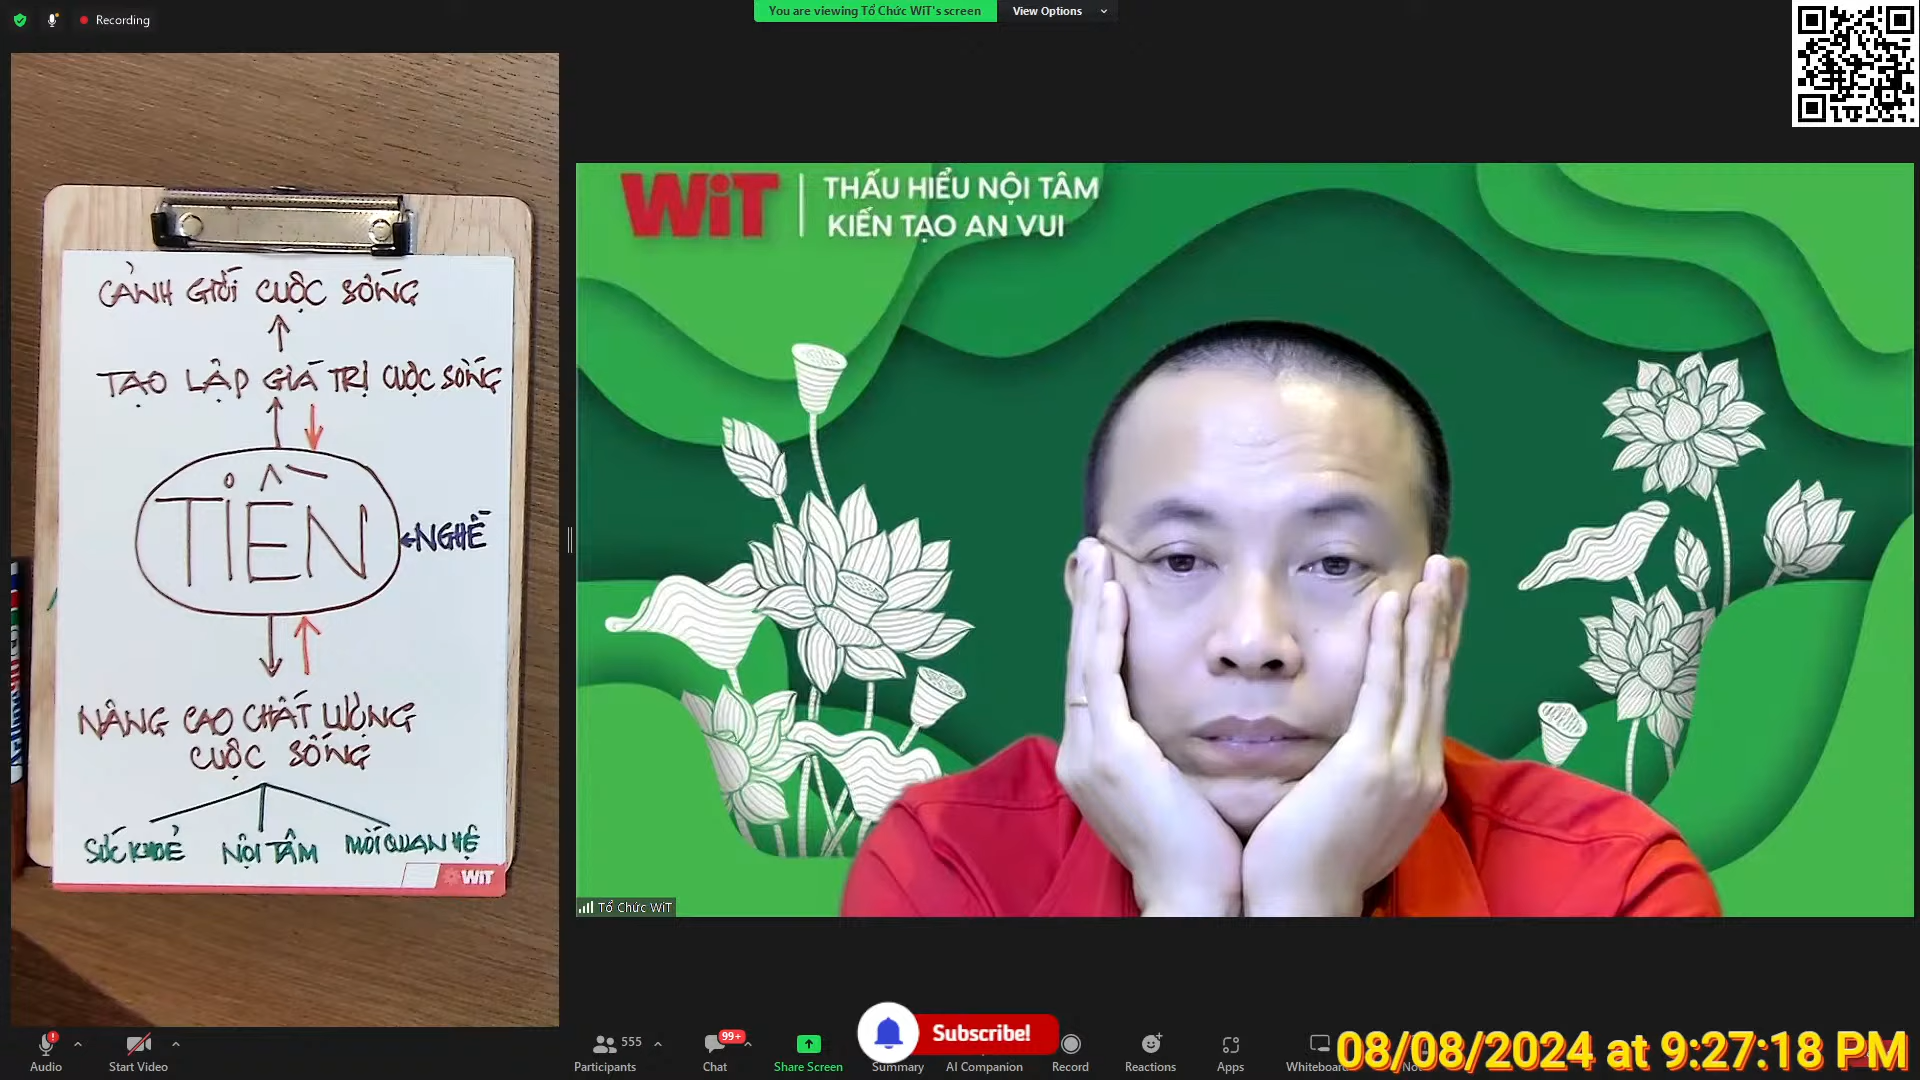 Recording
You are viewing Tổ Chức WiT's screen
View Options
CẢNH GIỚI CUỘC SỐNG
TẠO LẬP GIÁ TRỊ CUỘC SỐNG
TIỀN
NGHỀ
NÂNG CAO CHẤT LƯỢNG
CUỘC SỐNG
SỨC KHOẺ NỘI TÂM MỐI QUAN HỆ
WiT
WiT
THẤU HIỂU NỘI TÂM
KIẾN TẠO AN VUI
Tổ Chức WiT
Audio
Start Video
555
Participants
99+
Chat
Share Screen
Subscribe!
Summary
AI Companion
Record
Reactions
Apps
08/08/2024 at 9:27:18 PM